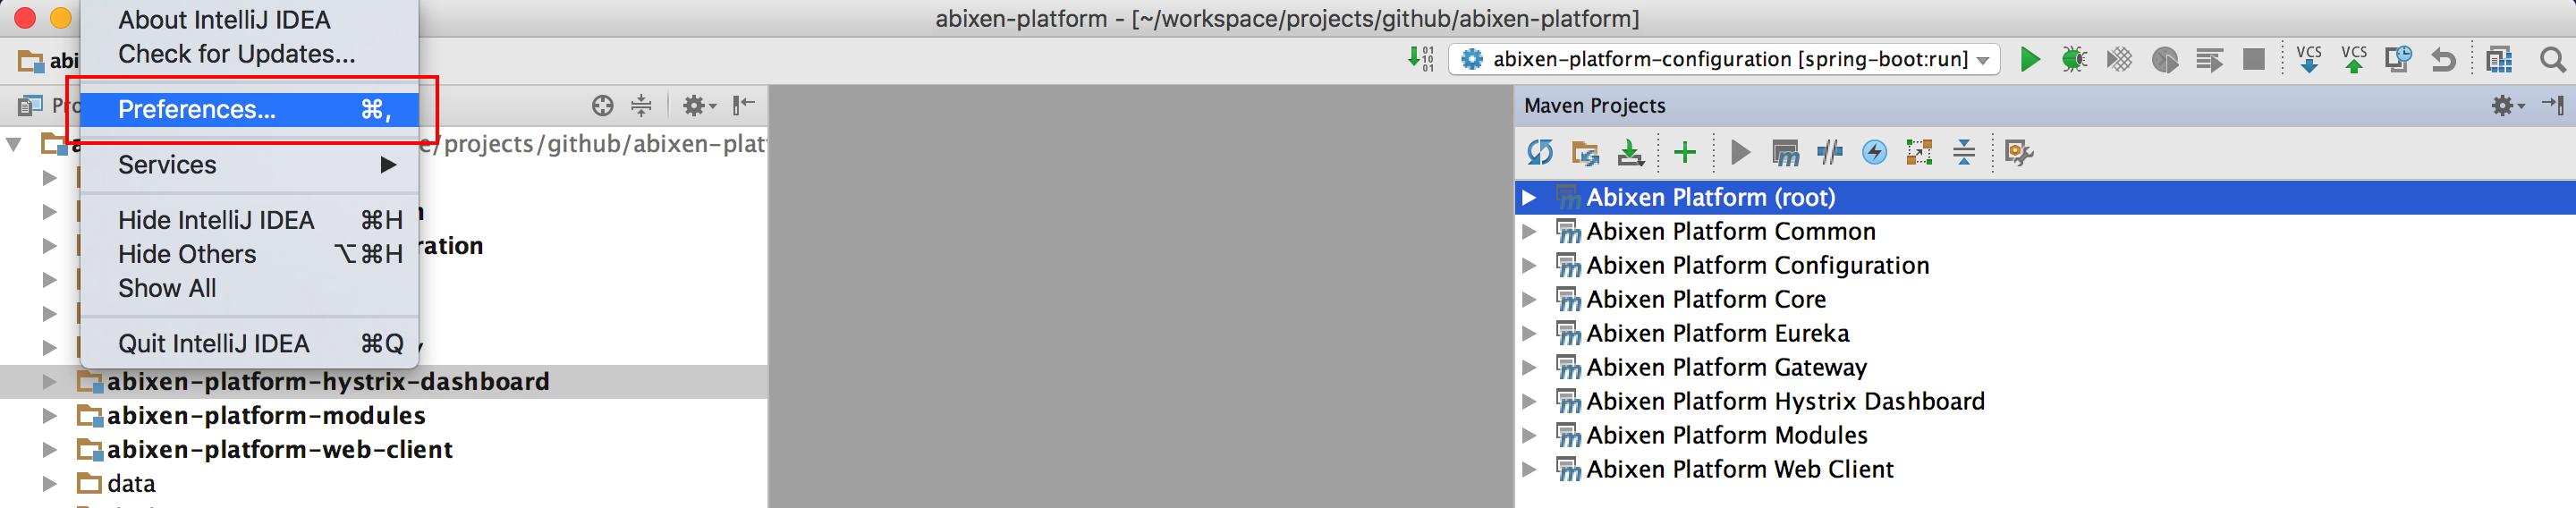 About IntelliJ IDEA
abixen-platform - [~/workspace/projects/github/abixen-platform]
Check for Updates...
abi
01
10
01
abixen-platform-configuration [spring-boot:run]
VCS
VCS
Preferences... ⌘,
Pro
Maven Projects
e/projects/github/abixen-plat
Services
Hide IntelliJ IDEA ⌘H
Hide Others ⌥⌘H
ration
Show All
Quit IntelliJ IDEA ⌘Q
abixen-platform-hystrix-dashboard
abixen-platform-modules
abixen-platform-web-client
data
Abixen Platform (root)
Abixen Platform Common
Abixen Platform Configuration
Abixen Platform Core
Abixen Platform Eureka
Abixen Platform Gateway
Abixen Platform Hystrix Dashboard
Abixen Platform Modules
Abixen Platform Web Client